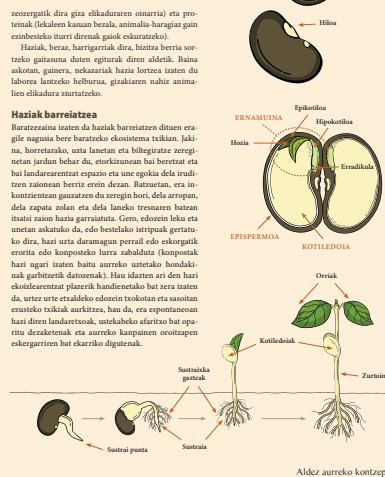 zeozergatik dira giza elikaduraren oinarria) eta pro-
teinak (lekaleen kasuan bezala, animalia-haragiaz gain
ezinbesteko iturri direnak gaiok eskuratzeko).
Haziak, beraz, harrigarriak dira, bizitza berria sor-
tzeko gaitasuna duten egiturak diren aldetik. Baina
askotan, gainera, nekazariak hazia lortzea izaten du
laborea lantzeko helburua, gizakiaren nahiz anima-
lien elikadura ziurtatzeko.
Haziak barreiatzea
Baratzezaina izaten da haziak barreiatzen dituen era-
gile nagusia bere baratzeko ekosistema txikian. Jaki-
na, horretarako, uzta lanetan eta biltegiratze zeregi-
netan jardun behar du, etorkizunean bai beretzat eta
bai landarearentzat espazio eta une egokia dela irudi-
tzen zaionean berriz erein dezan. Batzuetan, era in-
kontzientean gauzatzen du zeregin hori, dela arropan,
dela zapata zolan eta dela laneko tresnaren batean
itsatsi zaion hazia garraiatuta. Gero, edozein leku eta
unetan askatuko da, edo bestelako istripuak gertatu-
ko dira, hazi uzta daramagun perrail edo eskorgatik
erorita edo konposteko lurra zabalduta (konpostak
hazi ugari izaten baitu aurreko uztetako hondaki-
nak garbitzetik datozenak). Hau idazten ari den hazi
ekoizlearentzat plazerik handienetako bat zera izaten
da, urtez urte etxaldeko edozein txokotan eta sasoitan
ezusteko txikiak aurkitzea, hau da, era espontaneoan
hazi diren landaretxoak, ustekabeko afaritxo bat opa-
ritu dezaketenak eta aurreko kanpainen oroitzapen
eskergarriren bat ekarriko digutenak.
Hiloa
Epikotiloa
ERNAMUINA
Hipokotiloa
Hozia
Erradikula
EPISPERMOA
KOTILEDOIA
Orriak
Kotiledoiak
Sustraixka
gazteak
Zurtoin
Sustraia
Sustrai punta
Aldez aurreko kontzep